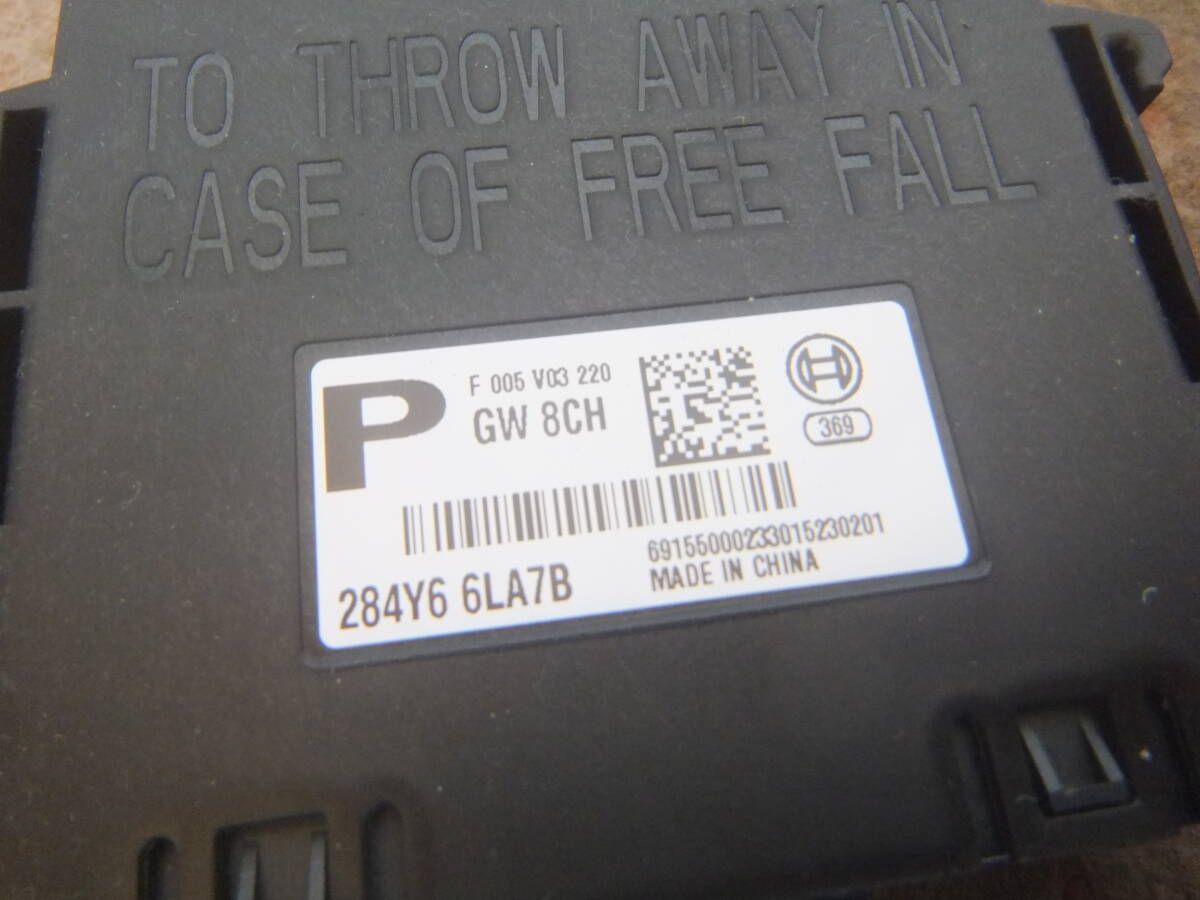 TO THROW AWAY IN
CASE OF FREE FALL
P
F 005 V03 220
GW 8CH
369
69155000233015230201
284Y6 6LA7B
MADE IN CHINA